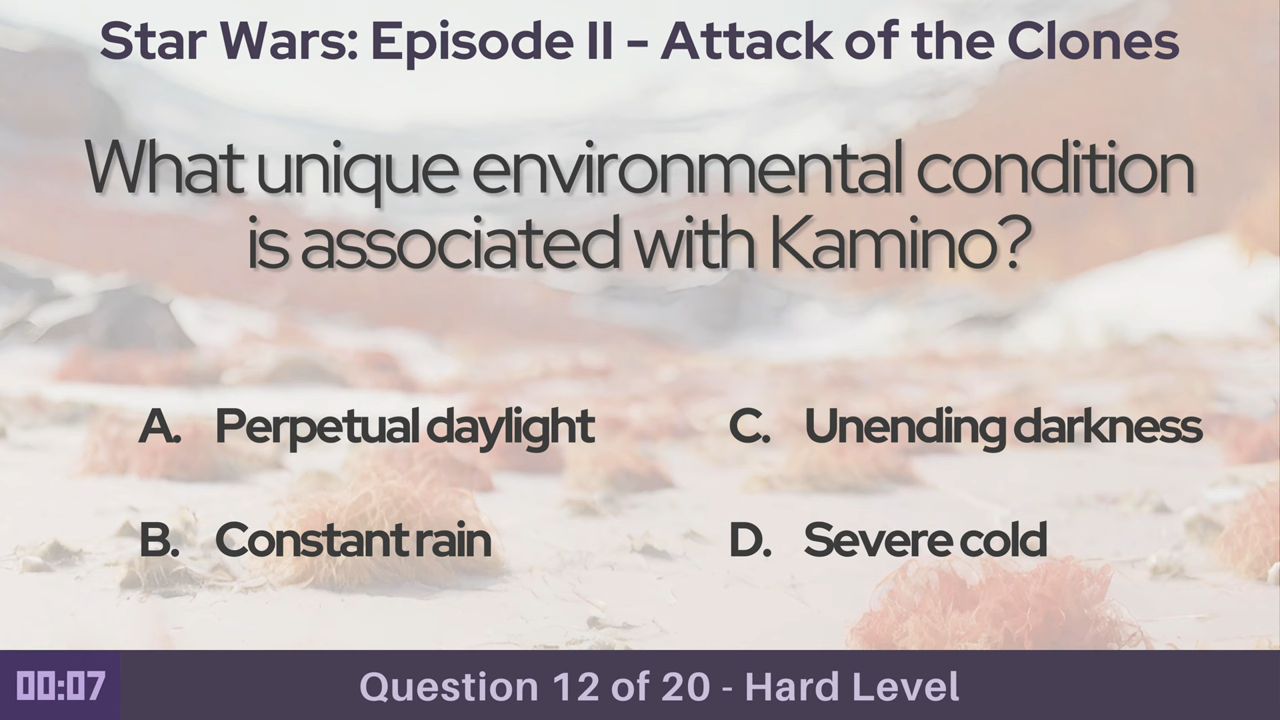 Star Wars: Episode II – Attack of the Clones
What unique environmental condition
is associated with Kamino?
A. Perpetual daylight
B. Constant rain
C. Unending darkness
D. Severe cold
00:07
Question 12 of 20 - Hard Level